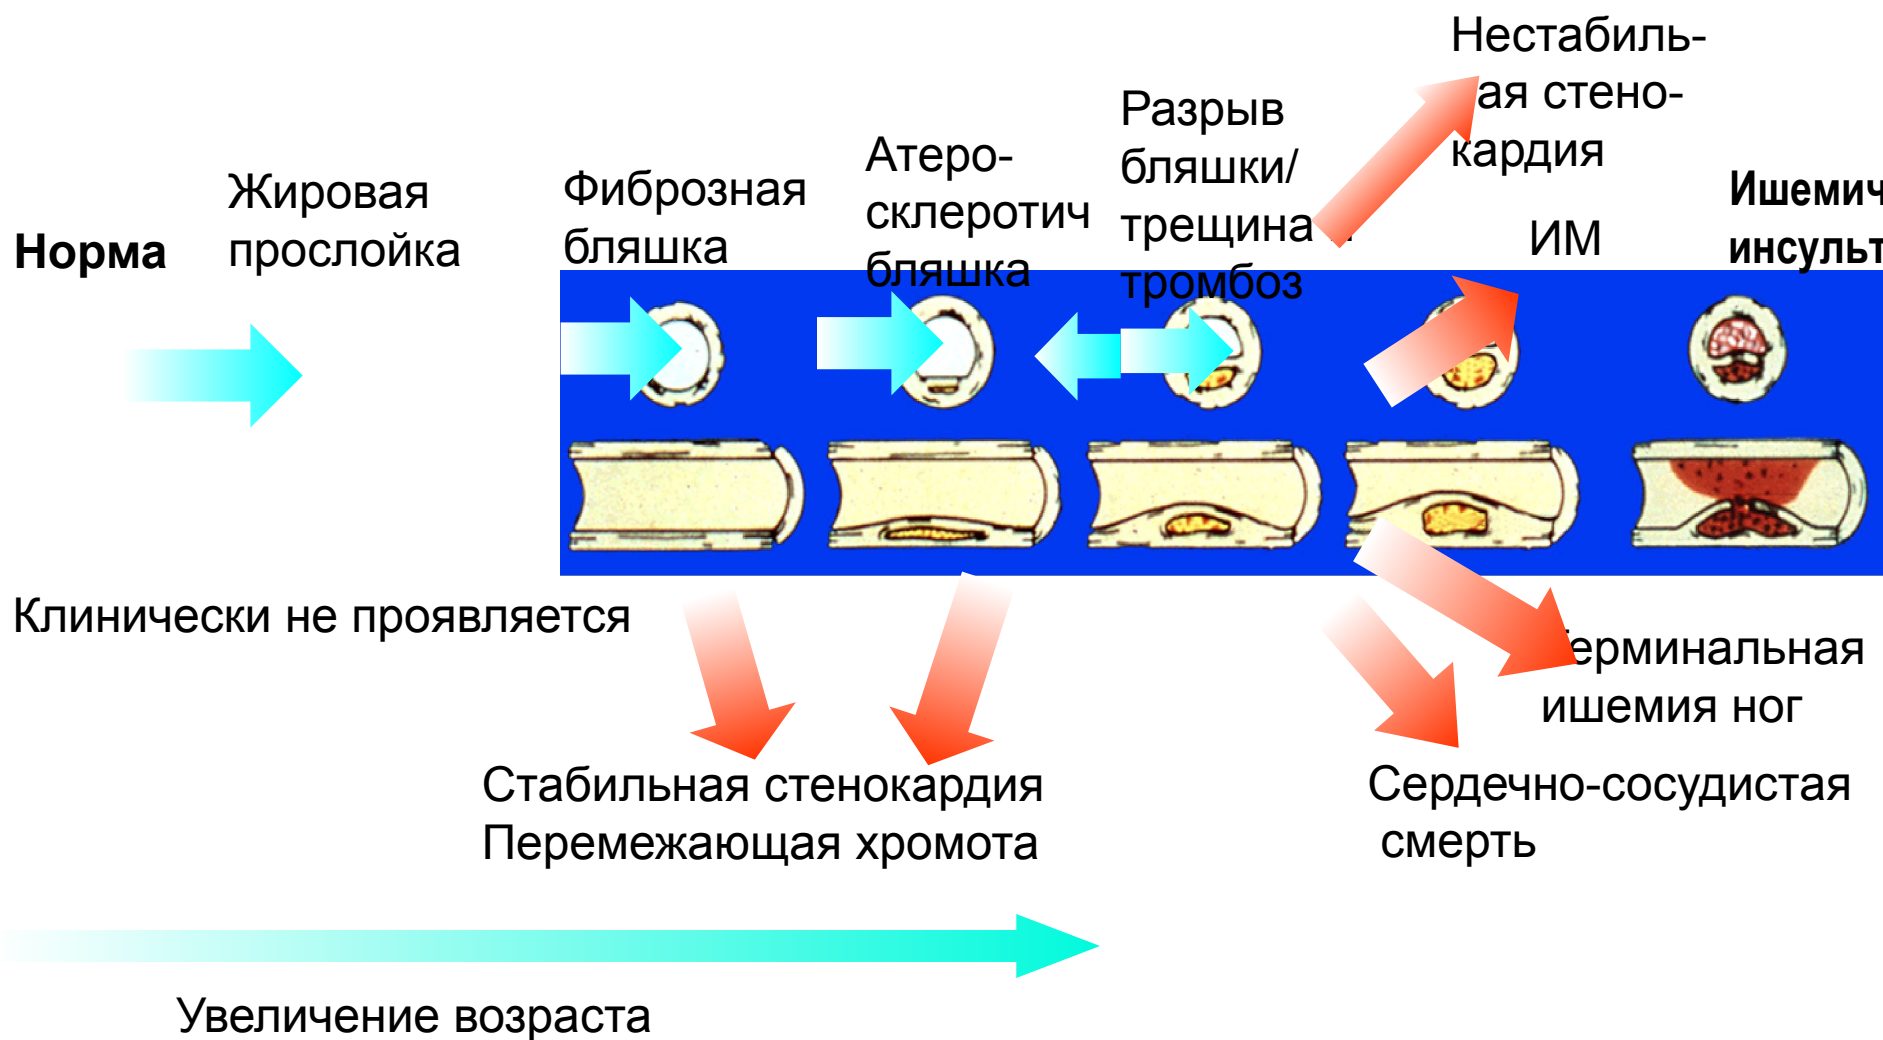 Норма
Жировая
прослойка
Фиброзная
бляшка
Атеро-
склеротич
бляшка
Разрыв
бляшки/
трещина
тромбоз
Нестабиль-
ая стено-
кардия
ИМ
Ишемич
инсульт
Клинически не проявляется
Стабильная стенокардия
Перемежающая хромота
ерминальная
ишемия ног
Сердечно-сосудистая
смерть
Увеличение возраста